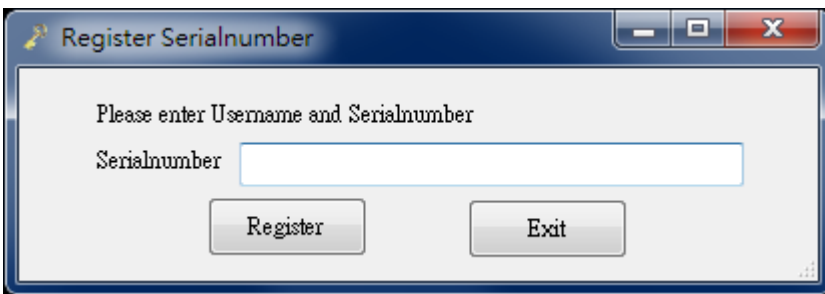 Register Serialnumber
Please enter Username and Serialnumber
Serialnumber
Register Exit